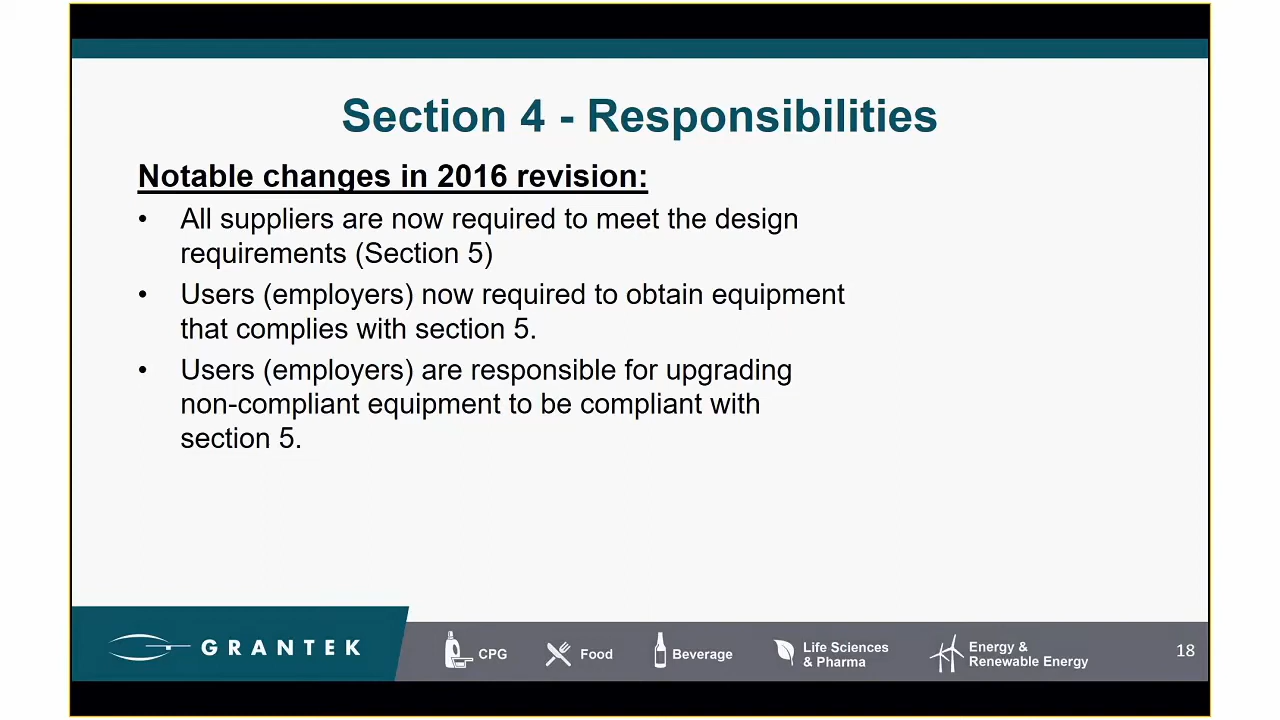 Section 4 - Responsibilities
Notable changes in 2016 revision:
• All suppliers are now required to meet the design
requirements (Section 5)
• Users (employers) now required to obtain equipment
that complies with section 5.
• Users (employers) are responsible for upgrading
non-compliant equipment to be compliant with
section 5.
GRANTEK
CPG
Food
Beverage
Life Sciences
& Pharma
Energy &
Renewable Energy
18